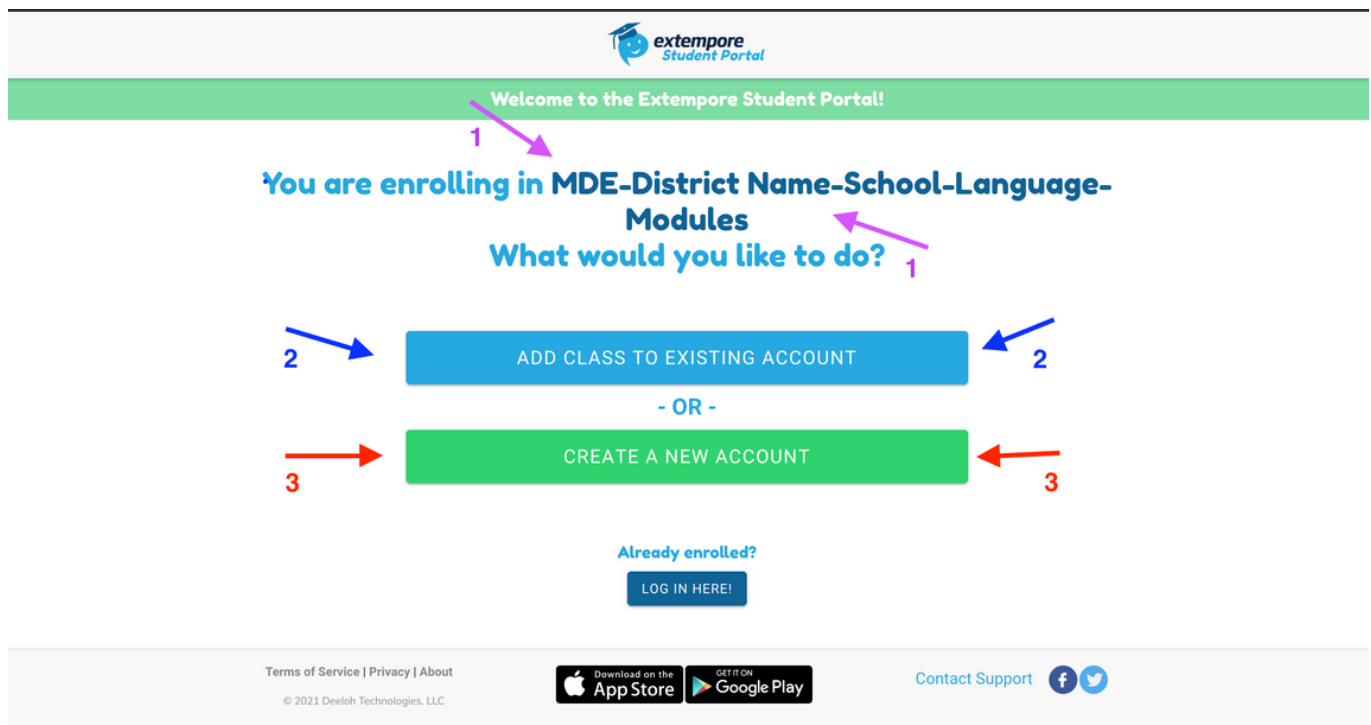 extempore
Student Portal
Welcome to the Extempore Student Portal!
1
You are enrolling in MDE-District Name-School-Language-
Modules
What would you like to do?
1
2
ADD CLASS TO EXISTING ACCOUNT
2
- OR -
3
CREATE A NEW ACCOUNT
3
Already enrolled?
LOG IN HERE!
Terms of Service | Privacy | About
© 2021 Deeloh Technologies, LLC
Download on the
App Store
GET IT ON
Google Play
Contact Support
f